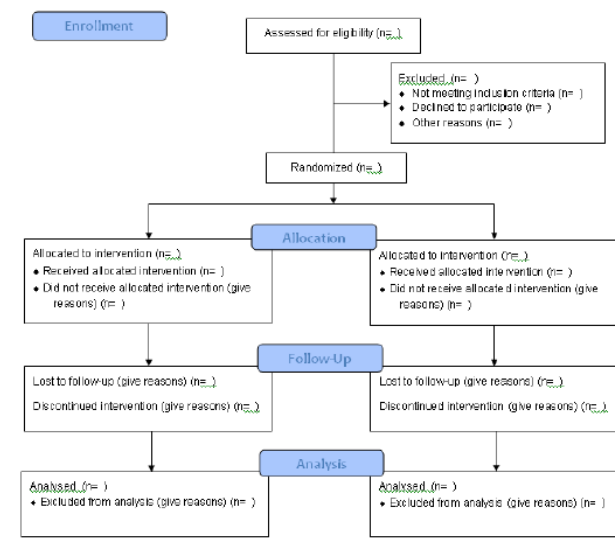 Enrollment
Assessed for eligibility (n= )
Excluded (n= )
♦ Not meeting inclusion criteria (n= )
♦ Declined to participate (n= )
♦ Other reasons (n= )
Randomized (n= )
Allocation
Allocated to intervention (n= )
♦ Received allocated intervention (n= )
♦ Did not receive allocated intervention (give
reasons) (n= )
Allocated to intervention (n= )
♦ Received allocated intervention (n= )
♦ Did not receive allocated intervention (give
reasons) (n= )
Follow-Up
Lost to follow-up (give reasons) (n= )
Discontinued intervention (give reasons) (n= )
Lost to follow-up (give reasons) (n= )
Discontinued intervention (give reasons) (n= )
Analysis
Analysed (n= )
♦ Excluded from analysis (give reasons) (n= )
Analysed (n= )
♦ Excluded from analysis (give reasons) (n= )